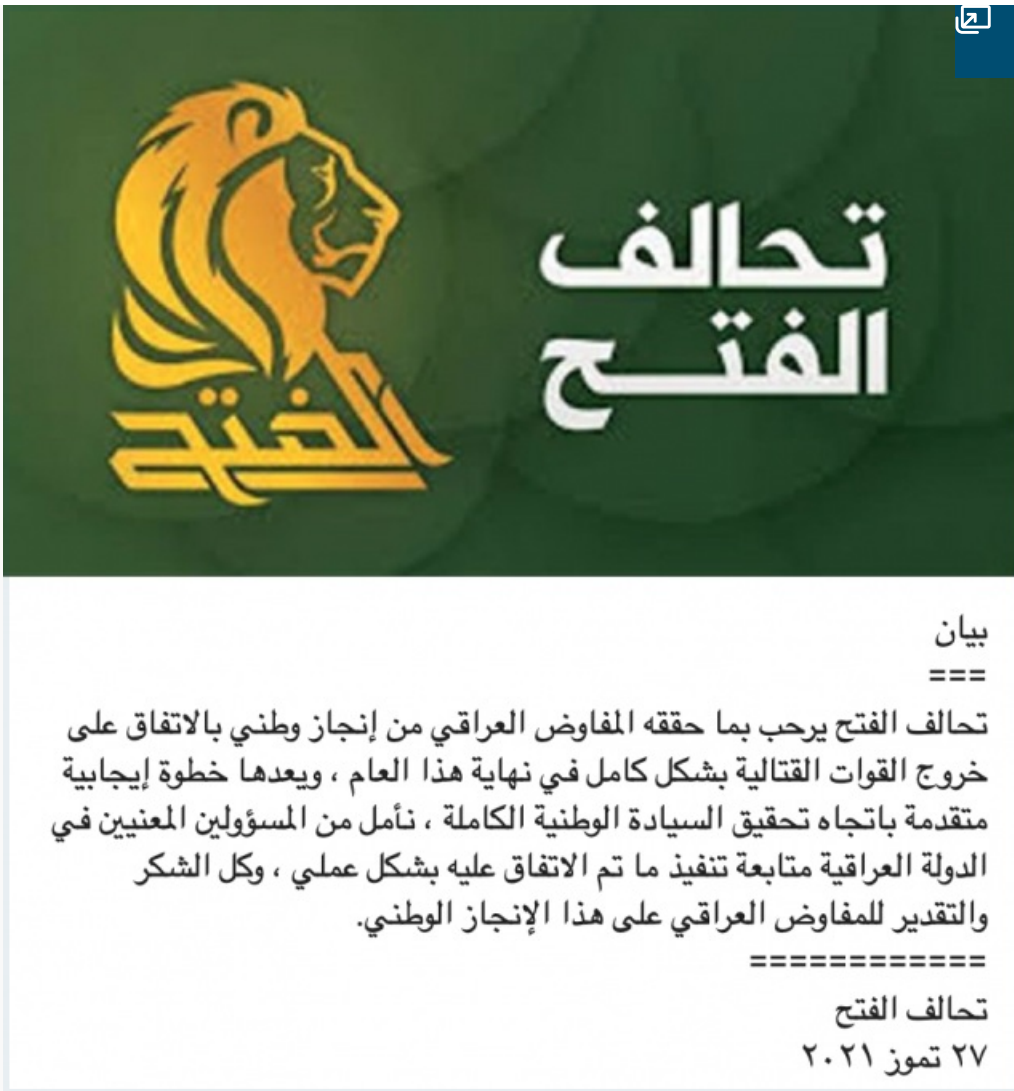 تحالف
الفتح
الفتح
بيان
===
تحالف الفتح يرحب بما حققه المفاوض العراقي من إنجاز وطني بالاتفاق على
خروج القوات القتالية بشكل كامل في نهاية هذا العام ، ويعدها خطوة إيجابية
متقدمة باتجاه تحقيق السيادة الوطنية الكاملة ، نأمل من المسؤولين المعنيين في
الدولة العراقية متابعة تنفيذ ما تم الاتفاق عليه بشكل عملي ، وكل الشكر
والتقدير للمفاوض العراقي على هذا الإنجاز الوطني.
============
تحالف الفتح
٢٧ تموز ٢٠٢١